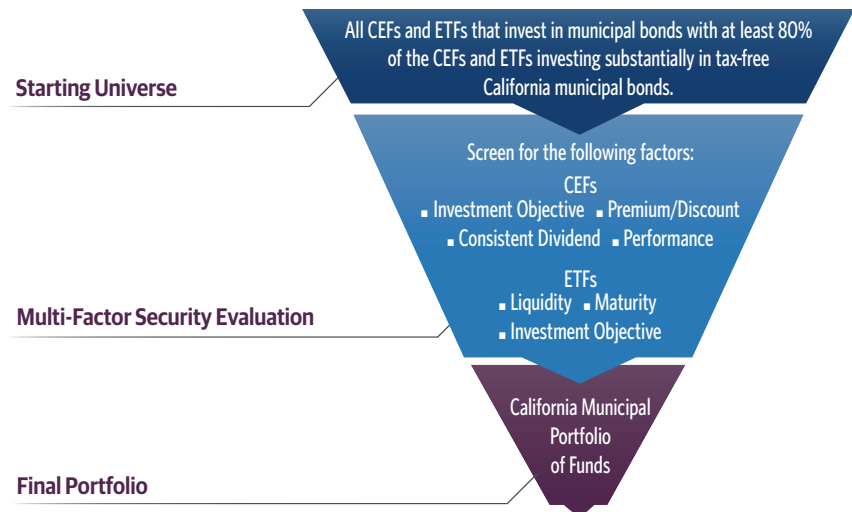 All CEFs and ETFs that invest in municipal bonds with at least 80%
of the CEFs and ETFs investing substantially in tax-free
California municipal bonds.
Starting Universe
Screen for the following factors:
CEFs
▪ Investment Objective ▪ Premium/Discount
▪ Consistent Dividend ▪ Performance
ETFs
▪ Liquidity ▪ Maturity
▪ Investment Objective
Multi-Factor Security Evaluation
California Municipal
Portfolio
of Funds
Final Portfolio